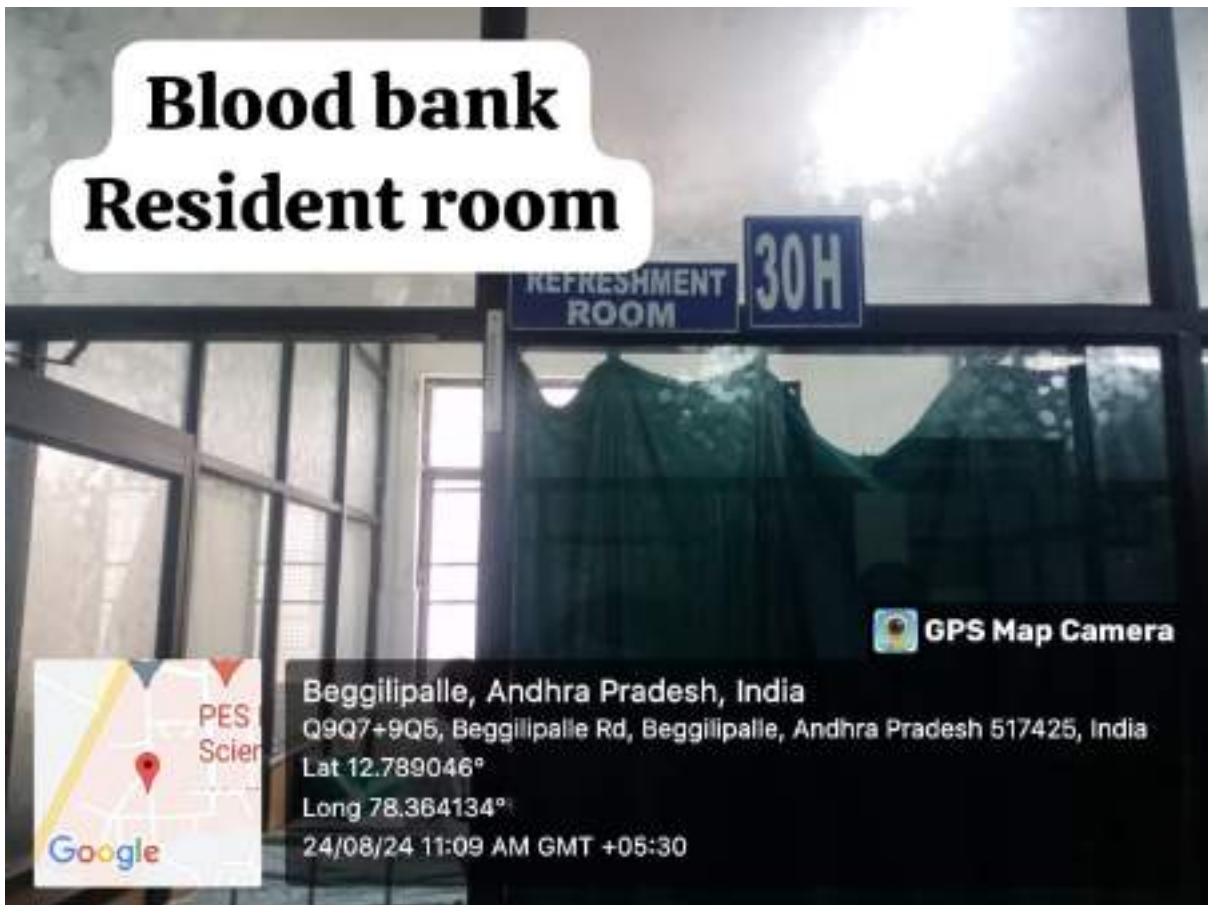 Blood bank
Resident room
REFRESHMENT
ROOM
30H
GPS Map Camera
PES
Scien
Google
Beggilipalle, Andhra Pradesh, India
Q9Q7+9Q5, Beggilipalle Rd, Beggilipalle, Andhra Pradesh 517425, India
Lat 12.789046°
Long 78.364134°
24/08/24 11:09 AM GMT +05:30